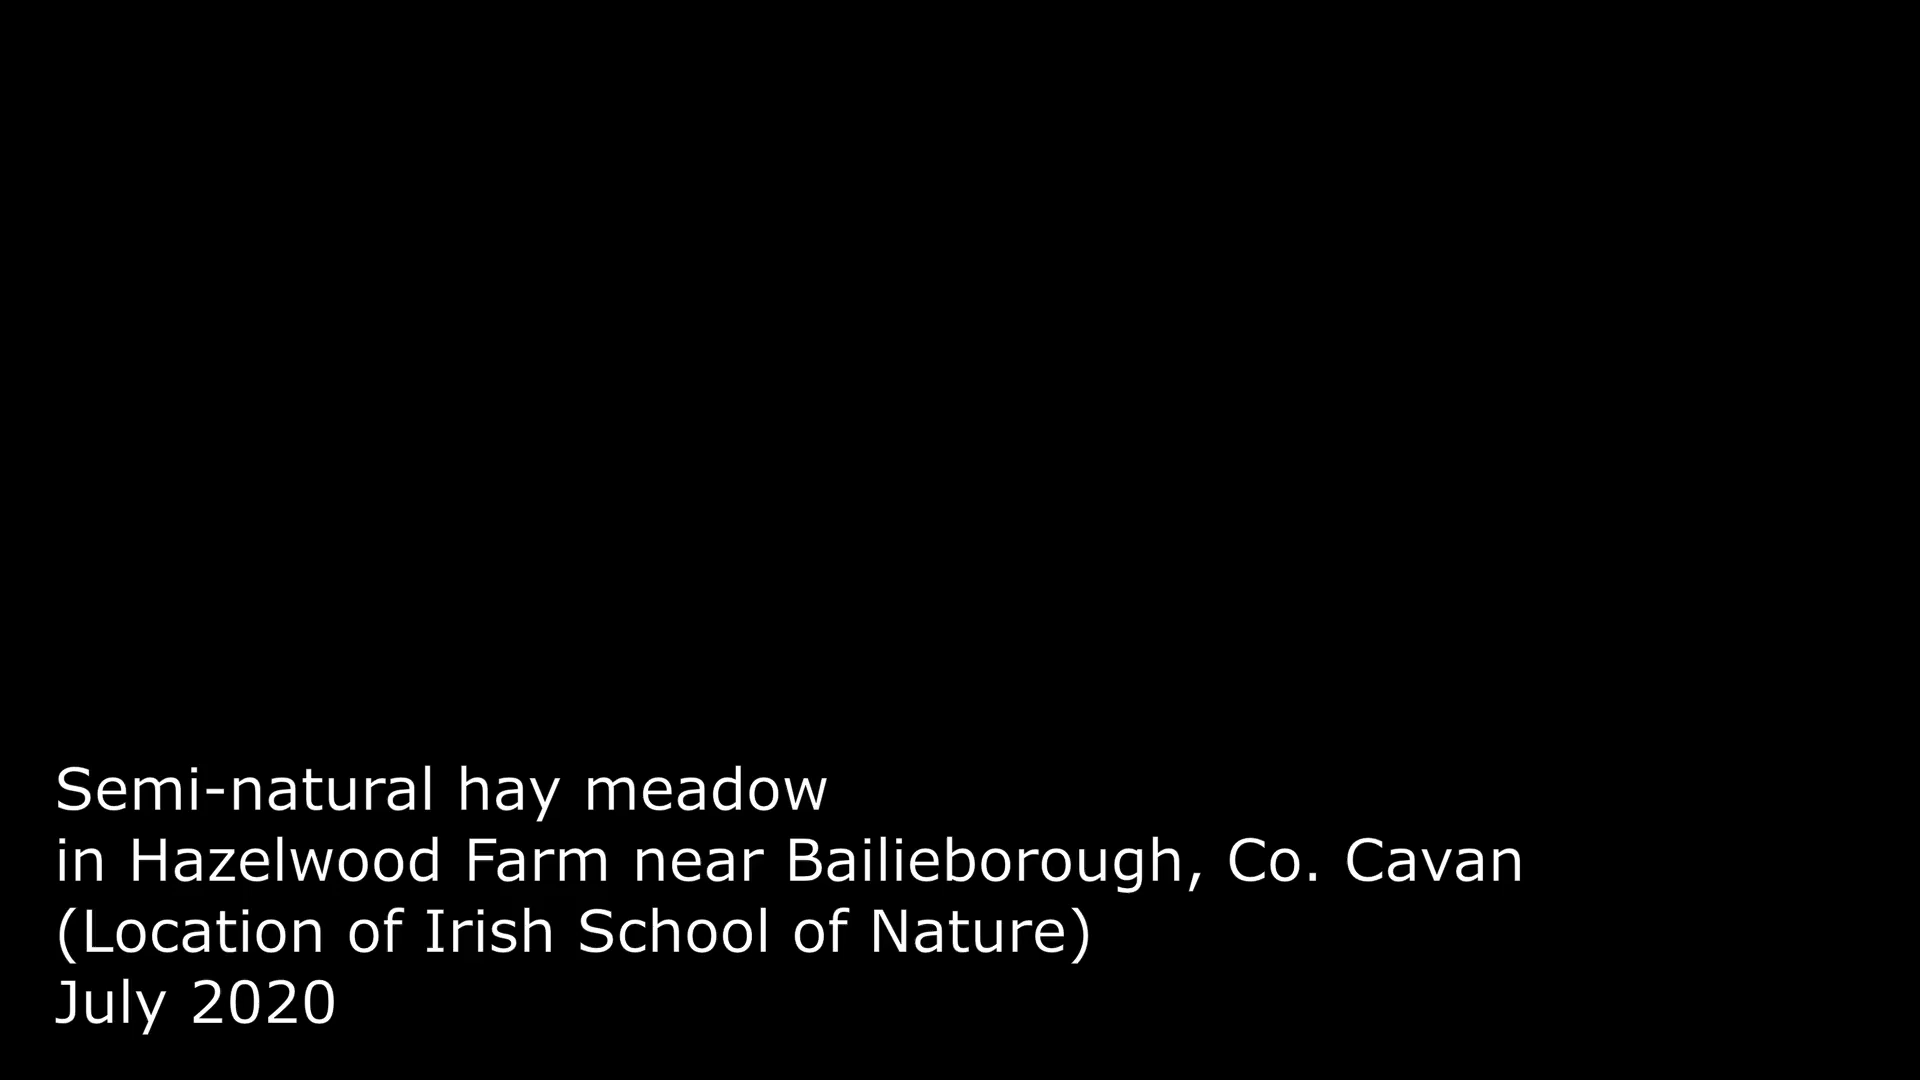 Semi-natural hay meadow
in Hazelwood Farm near Bailieborough, Co. Cavan
(Location of Irish School of Nature)
July 2020